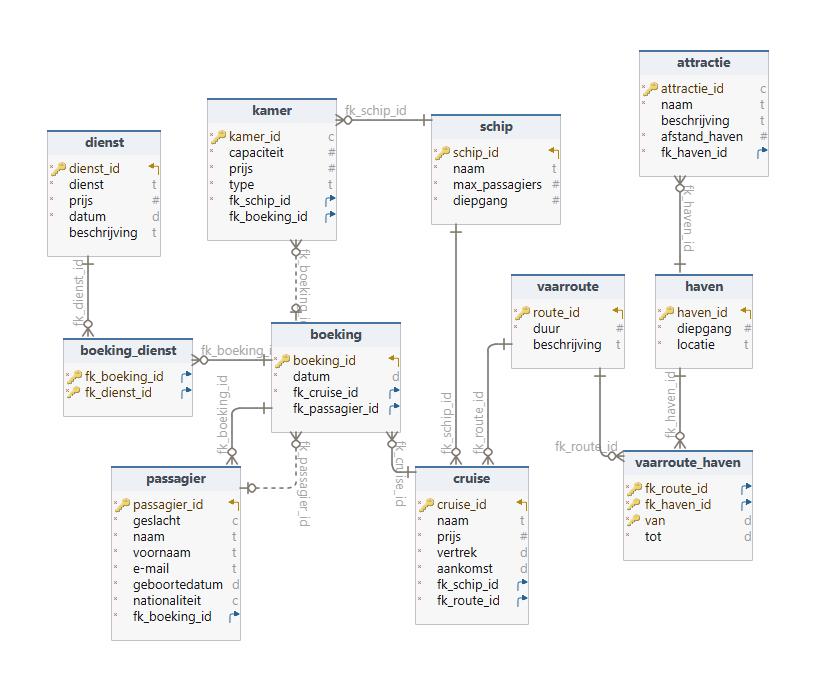 attractie
attractie_id c
naam t
beschrijving t
afstand_haven #
fk_haven_id
kamer
kamer_id c
capaciteit #
prijs #
type t
fk_schip_id
fk_boeking_id
fk_schip_id
schip
schip_id
naam t
max_passagiers #
diepgang #
dienst
dienst_id
dienst t
prijs #
datum d
beschrijving t
fk_haven_id
fk_dienst_id
fk_boeking_id
vaarroute
route_id
duur #
beschrijving t
haven
haven_id
diepgang #
locatie t
boeking
boeking_id
datum d
fk_cruise_id
fk_passagier_id
boeking_dienst
fk_boeking_id
fk_dienst_id
fk_boeking_i
fk_boeking_id
fk_passagier_id
fk_cruise_id
fk_schip_id
fk_route_id
fk_route_id
fk_haven_id
passagier
passagier_id
geslacht c
naam t
voornaam t
e-mail t
geboortedatum d
nationaliteit c
fk_boeking_id
cruise
cruise_id
naam t
prijs #
vertrek d
aankomst d
fk_schip_id
fk_route_id
vaarroute_haven
fk_route_id
fk_haven_id
van d
tot d